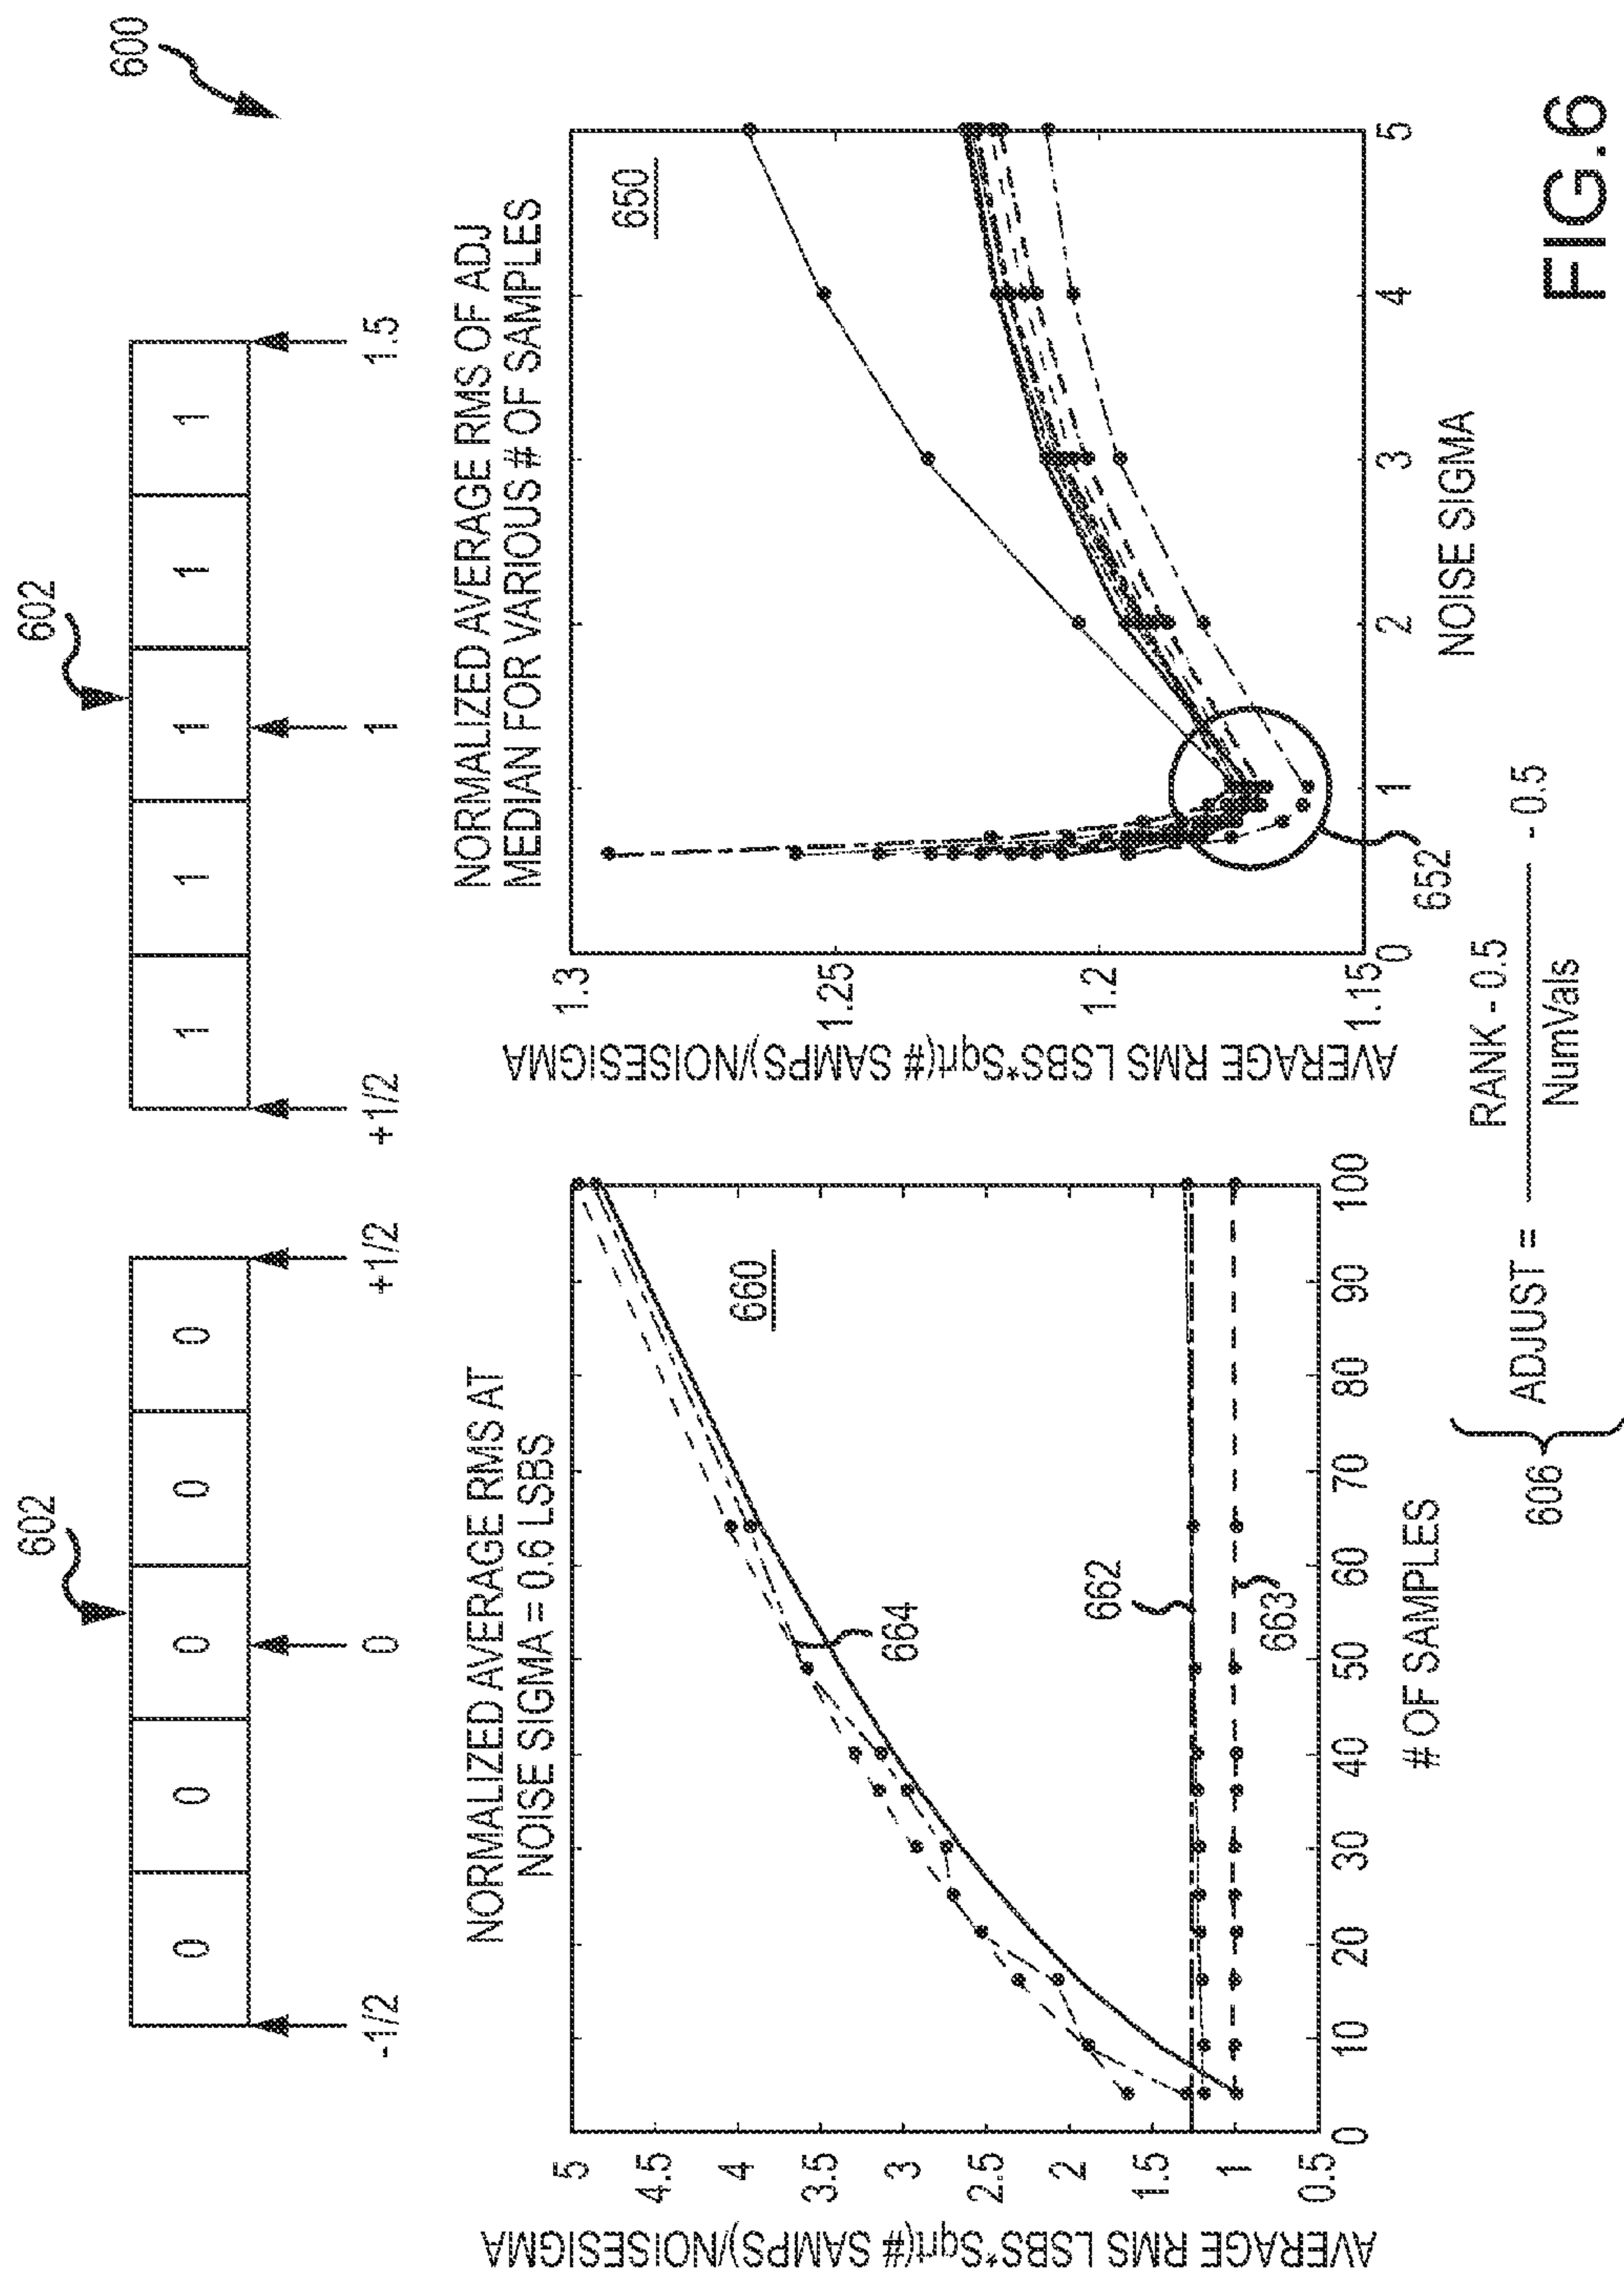 600
602
602
0 0 0 0 0
1 1 1 1 1
-1/2 0 +1/2
+1/2 1 1.5
NORMALIZED AVERAGE RMS AT
NOISE SIGMA = 0.6 LSBS
AVERAGE RMS LSBS*Sqrt(# SAMPS)/NOISESIGMA
5
4.5
4
3.5
3
2.5
2
1.5
1
0.5
660
664
662
663
0 10 20 30 40 50 60 70 80 90 100
# OF SAMPLES
NORMALIZED AVERAGE RMS OF ADJ
MEDIAN FOR VARIOUS # OF SAMPLES
AVERAGE RMS LSBS*Sqrt(# SAMPS)/NOISESIGMA
1.3
1.25
1.2
1.15
650
652
0 1 2 3 4 5
NOISE SIGMA
606
ADJUST = RANK - 0.5 - 0.5
NumVals
FIG.6